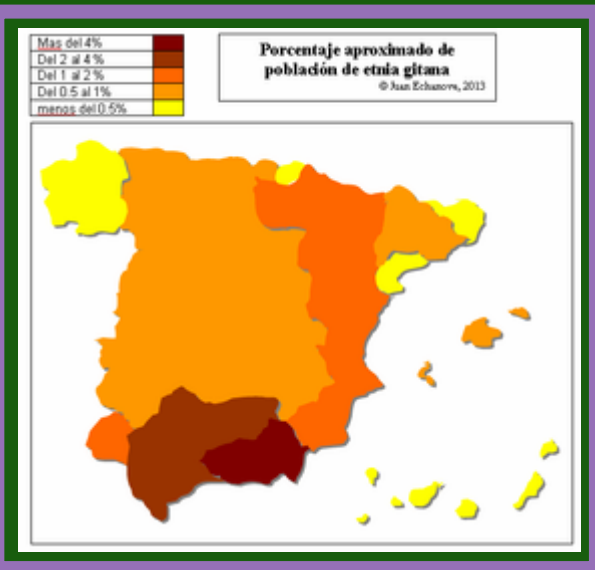 Mas del 4%
Del 2 al 4 %
Del 1 al 2 %
Del 0.5 al 1%
menos del 0.5%
Porcentaje aproximado de
población de etnia gitana
© Juan Echanove, 2013